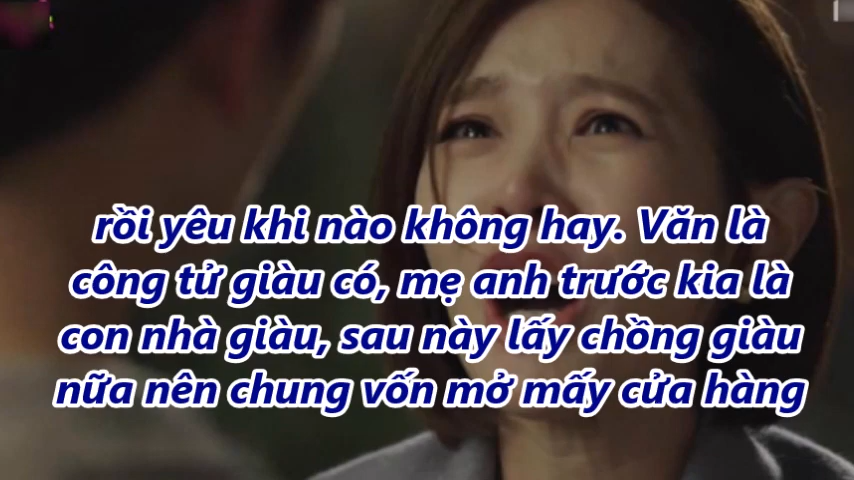 rồi yêu khi nào không hay. Văn là
công tử giàu có, mẹ anh trước kia là
con nhà giàu, sau này lấy chồng giàu
nữa nên chung vốn mở mấy cửa hàng